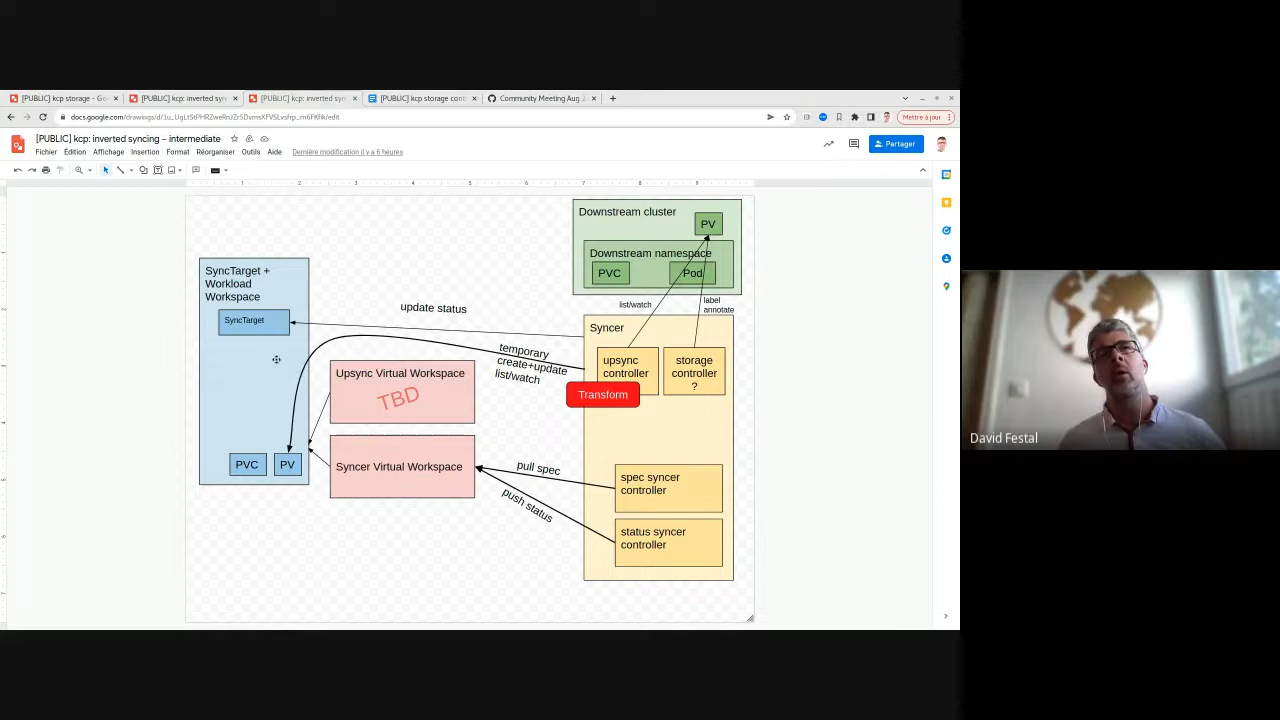 [PUBLIC] kcp storage - Go
[PUBLIC] kcp: inverted syn
[PUBLIC] kcp: inverted syn
[PUBLIC] kcp storage con
Community Meeting Aug
[PUBLIC] kcp: inverted syncing – intermediate
Mettre à jour
Fichier Édition Affichage Insertion Format Réorganiser Outils Aide Dernière modification il y a 6 heures
Partager
Downstream cluster
PV
Downstream namespace
PVC
Pod
SyncTarget +
Workload
Workspace
SyncTarget
update status
list/watch
label
annotate
Syncer
temporary
create+update
list/watch
upsync
controller
storage
controller
?
Transform
Upsync Virtual Workspace
TBD
Syncer Virtual Workspace
PVC
PV
pull spec
push status
spec syncer
controller
status syncer
controller
David Festal